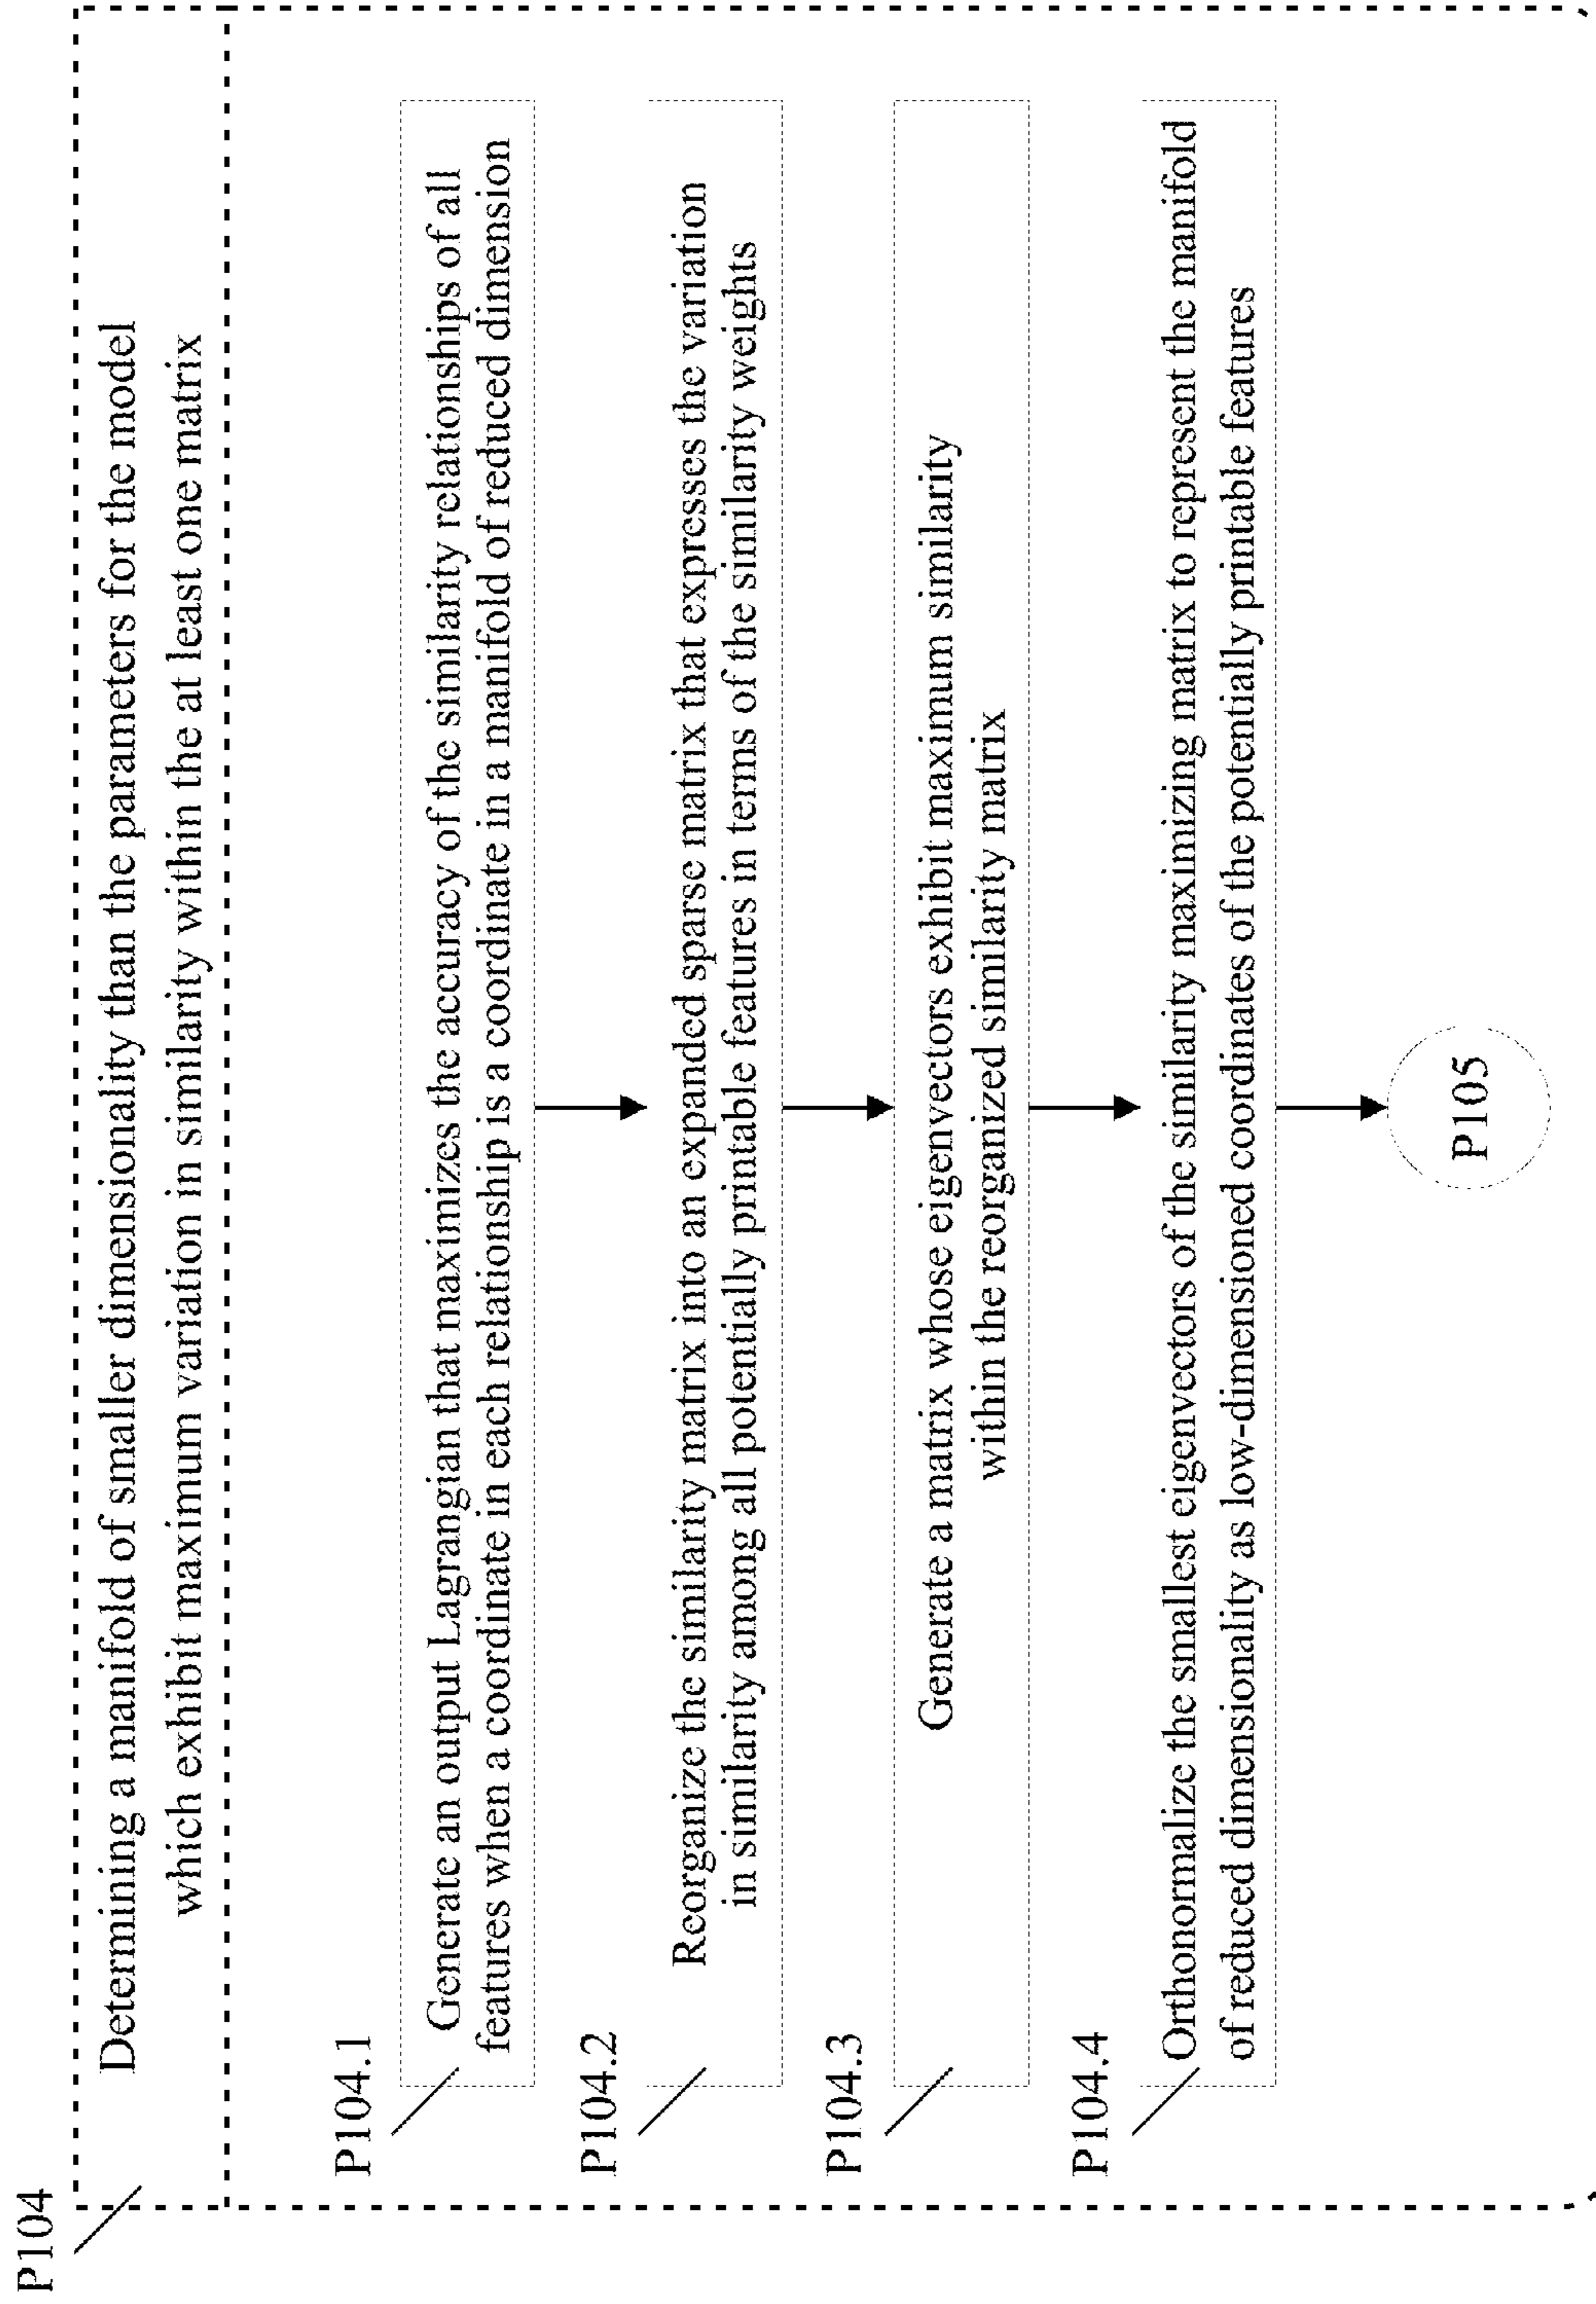 P104
Determining a manifold of smaller dimensionality than the parameters for the model
which exhibit maximum variation in similarity within the at least one matrix
P104.1
Generate an output Lagrangian that maximizes the accuracy of the similarity relationships of all
features when a coordinate in each relationship is a coordinate in a manifold of reduced dimension
P104.2
Reorganize the similarity matrix into an expanded sparse matrix that expresses the variation
in similarity among all potentially printable features in terms of the similarity weights
P104.3
Generate a matrix whose eigenvectors exhibit maximum similarity
within the reorganized similarity matrix
P104.4
Orthonormalize the smallest eigenvectors of the similarity maximizing matrix to represent the manifold
of reduced dimensionality as low-dimensioned coordinates of the potentially printable features
P105